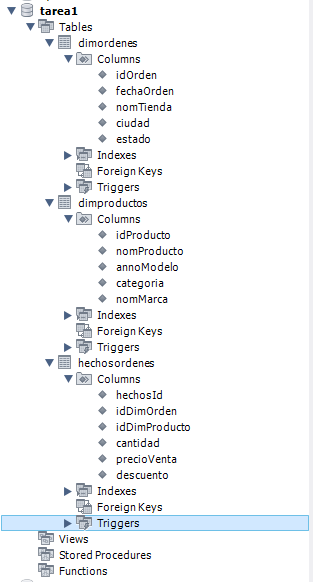 tarea1
Tables
dimordenes
Columns
idOrden
fechaOrden
nomTienda
ciudad
estado
Indexes
Foreign Keys
Triggers
dimproductos
Columns
idProducto
nomProducto
annoModelo
categoria
nomMarca
Indexes
Foreign Keys
Triggers
hechosordenes
Columns
hechosId
idDimOrden
idDimProducto
cantidad
precioVenta
descuento
Indexes
Foreign Keys
Triggers
Views
Stored Procedures
Functions